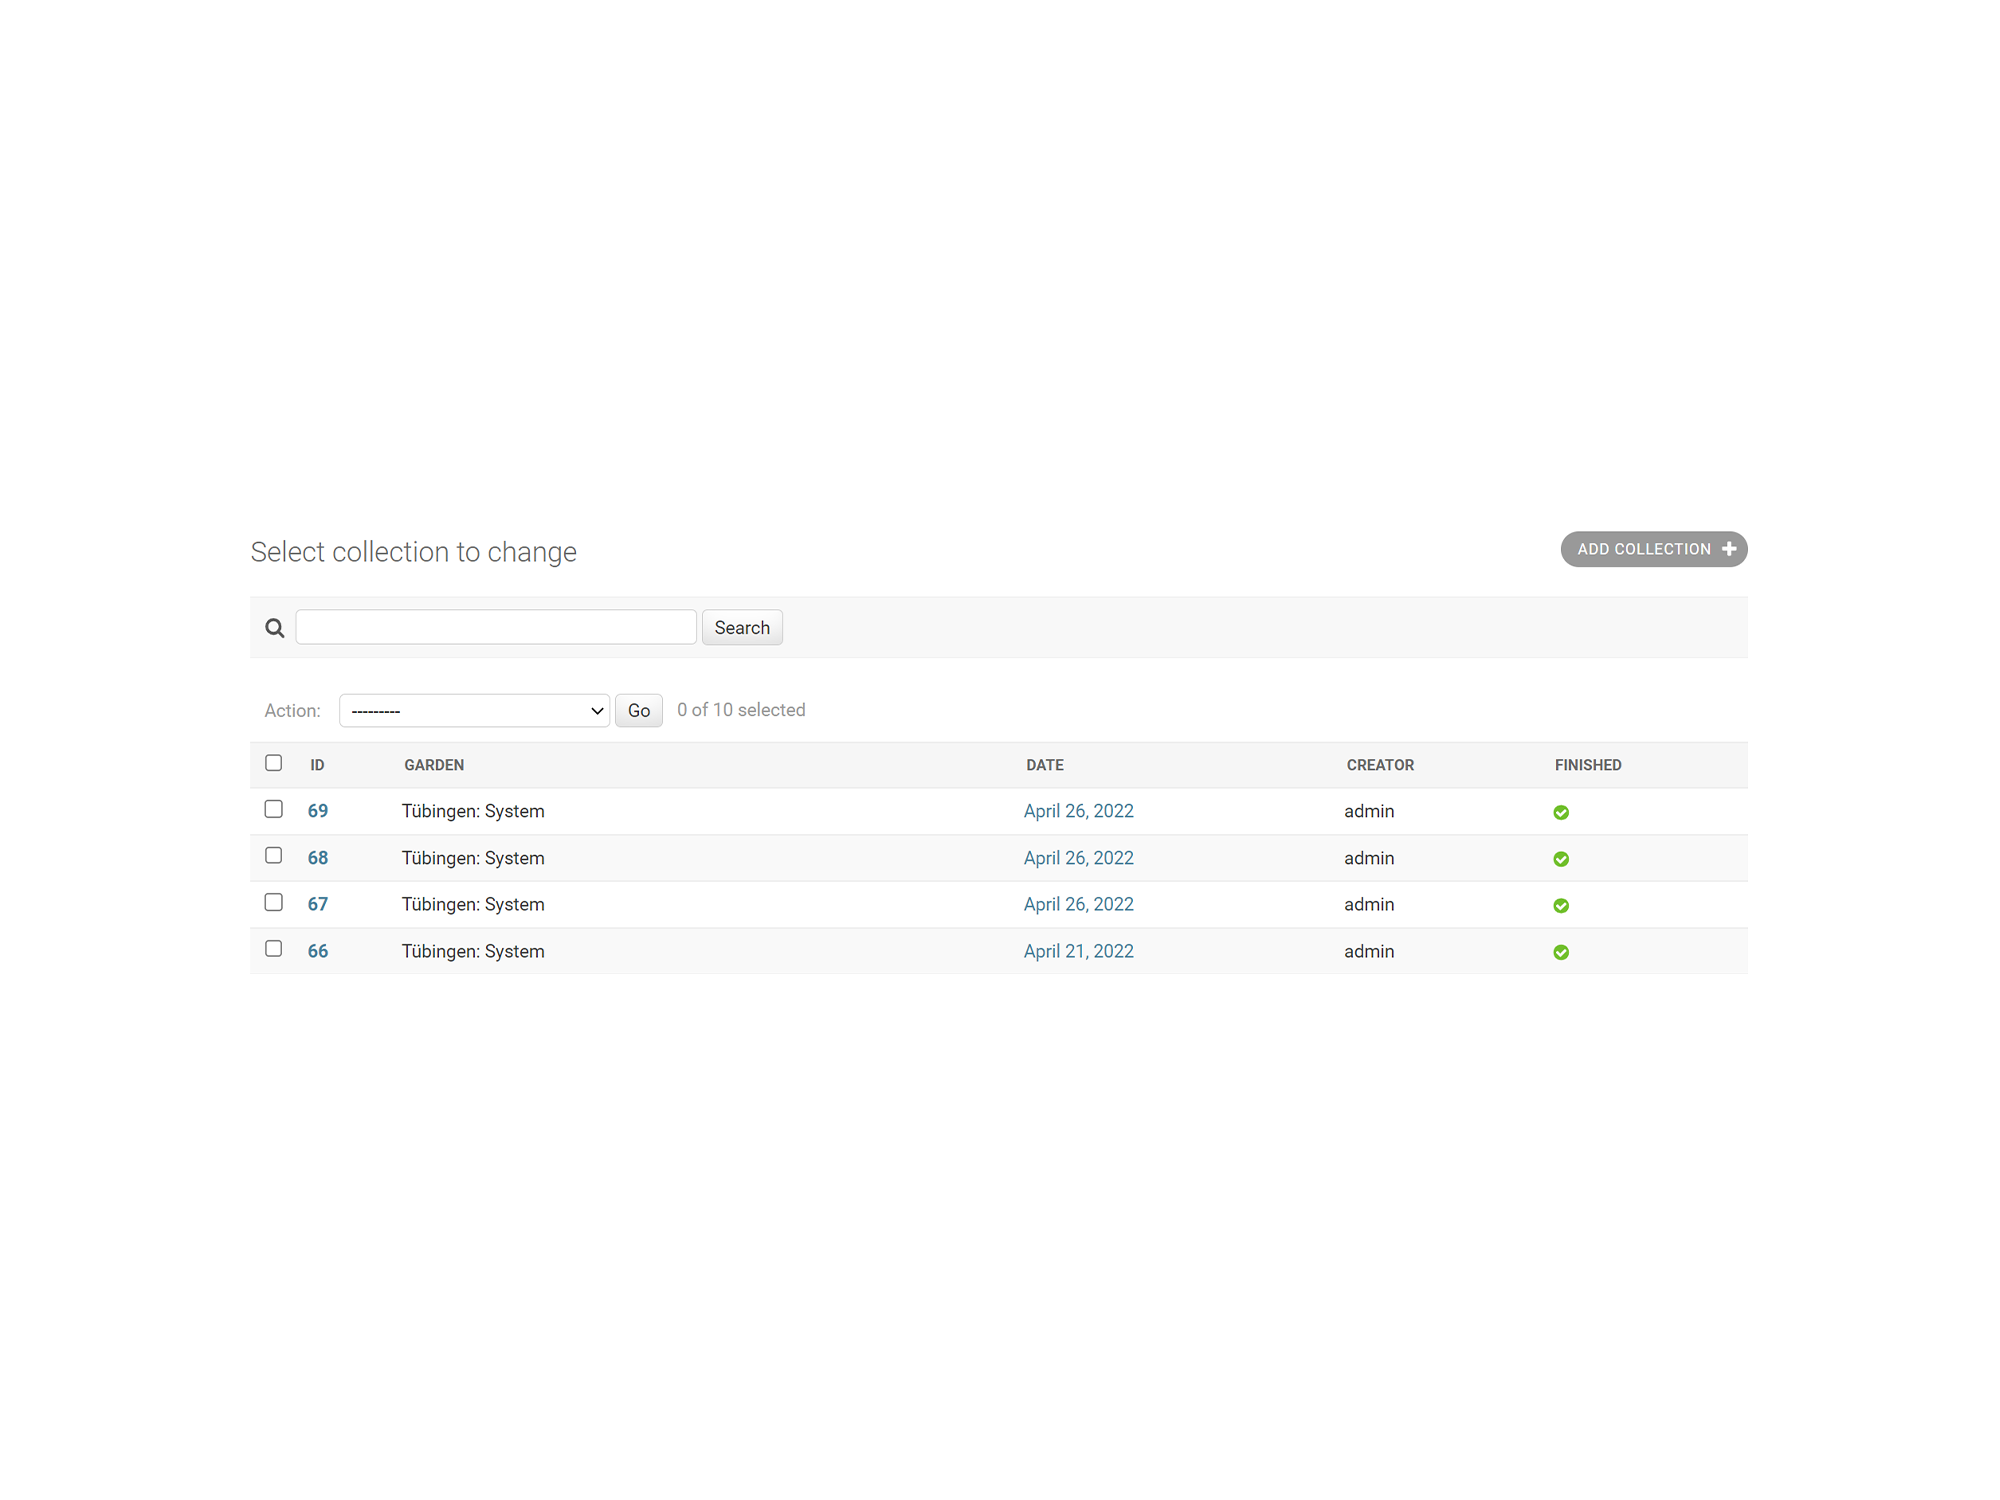 Select collection to change
ADD COLLECTION
Search
Action: --------- Go 0 of 10 selected
ID GARDEN DATE CREATOR FINISHED
69 Tübingen: System April 26, 2022 admin
68 Tübingen: System April 26, 2022 admin
67 Tübingen: System April 26, 2022 admin
66 Tübingen: System April 21, 2022 admin